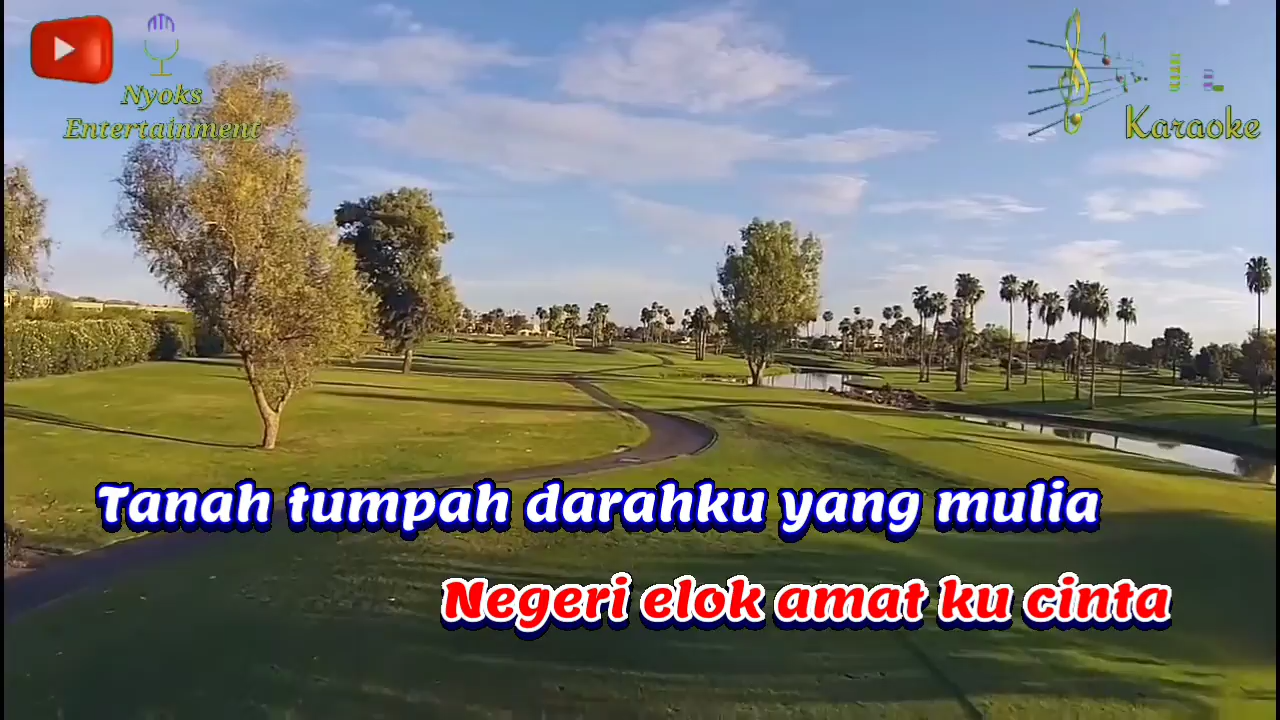 Nyoks
Entertainment
Karaoke
Tanah tumpah darahku yang mulia
Negeri elok amat ku cinta